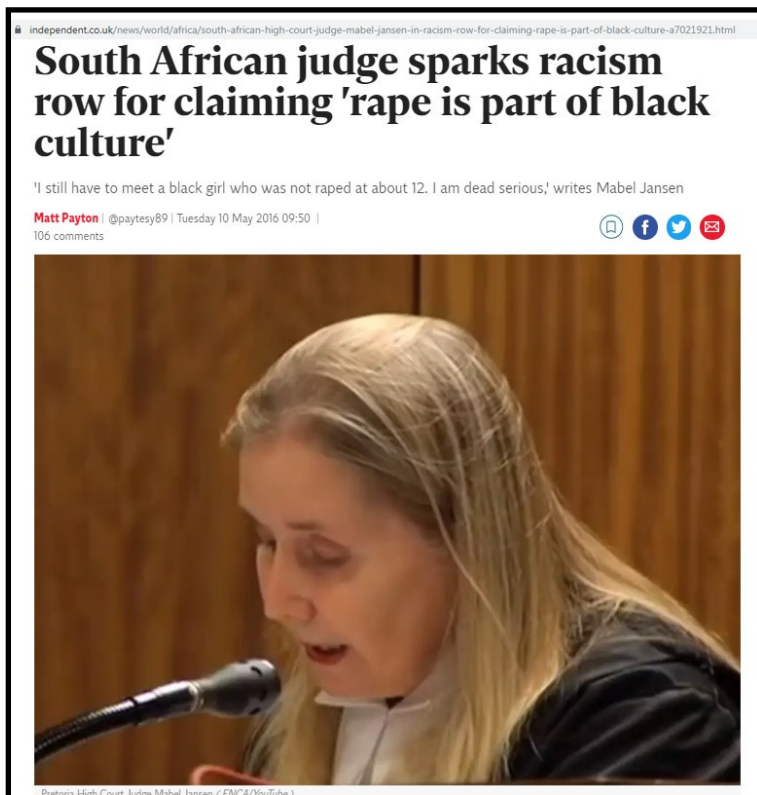 independent.co.uk/news/world/africa/south-african-high-court-judge-mabel-jansen-in-racism-row-for-claiming-rape-is-part-of-black-culture-a7021921.html
South African judge sparks racism
row for claiming 'rape is part of black
culture'
'I still have to meet a black girl who was not raped at about 12. I am dead serious,' writes Mabel Jansen
Matt Payton | @paytesy89 | Tuesday 10 May 2016 09:50 |
106 comments
Pretoria High Court Judge Mabel Jansen ( ENCA/YouTube )